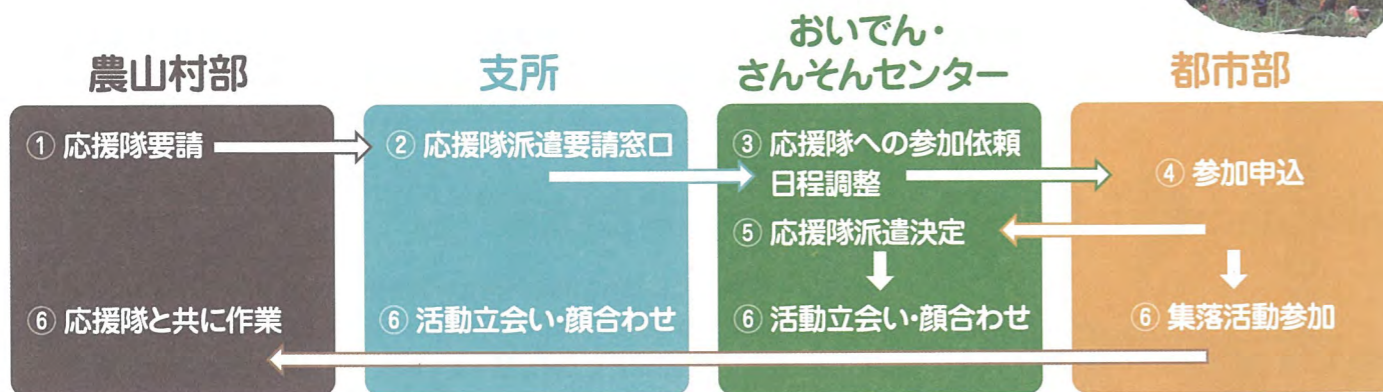 農山村部
① 応援隊要請
⑥ 応援隊と共に作業
支所
② 応援隊派遣要請窓口
⑥ 活動立会い・顔合わせ
おいでん・
さんそんセンター
③ 応援隊への参加依頼
日程調整
⑤ 応援隊派遣決定
⑥ 活動立会い・顔合わせ
都市部
④ 参加申込
⑥ 集落活動参加